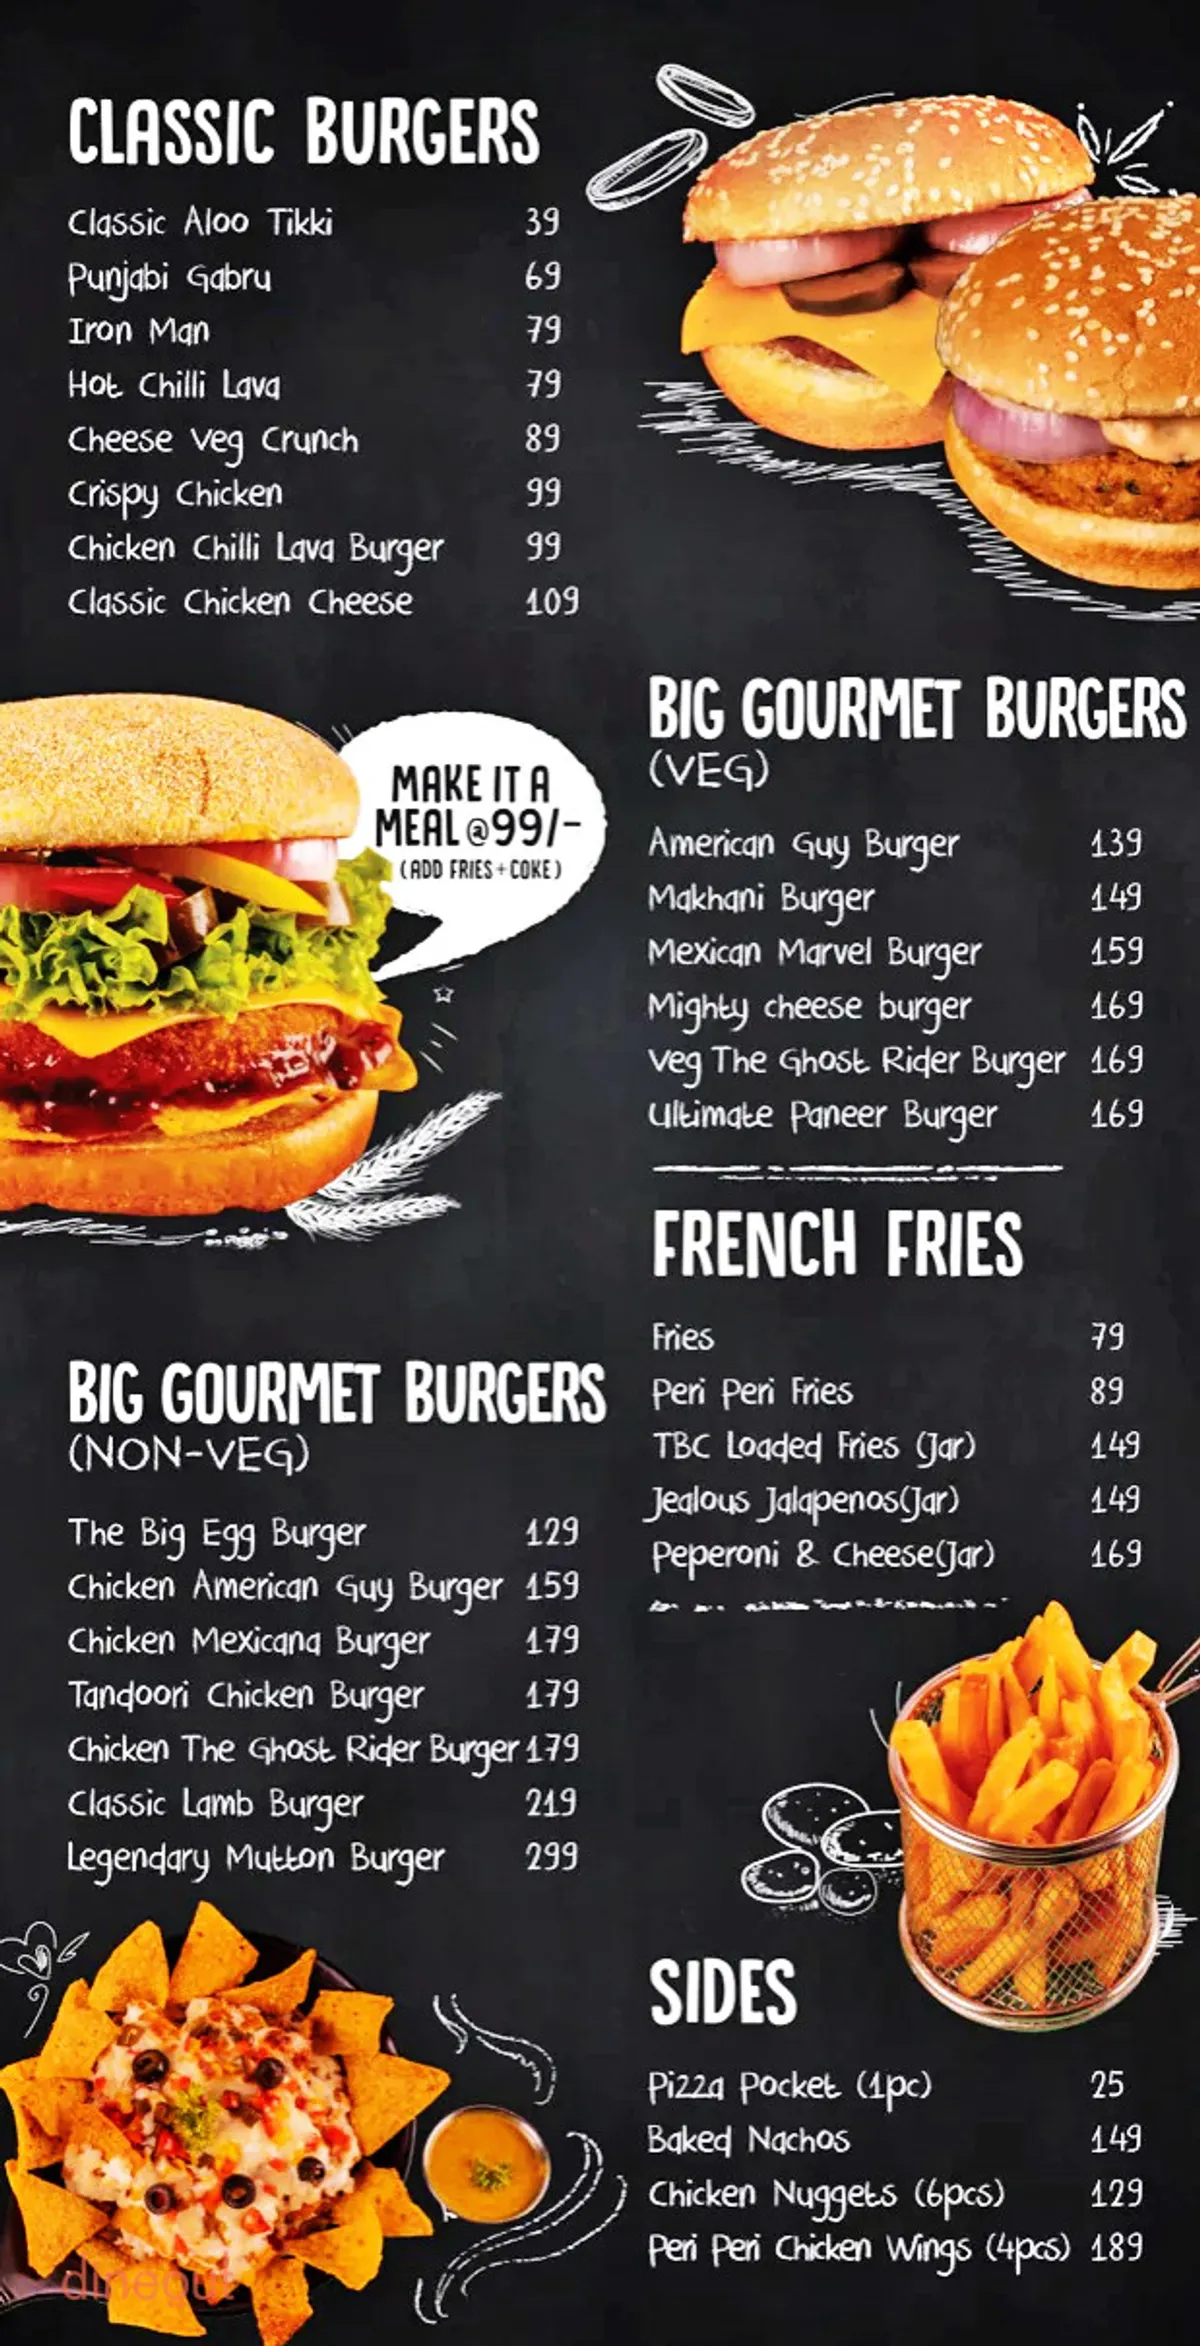 CLASSIC BURGERS
Classic Aloo Tikki 39
Punjabi Gabru 69
Iron Man 79
Hot Chilli Lava 79
Cheese Veg Crunch 89
Crispy Chicken 99
Chicken Chilli Lava Burger 99
Classic Chicken Cheese 109
MAKE IT A
MEAL @ 99/-
(ADD FRIES + COKE)
BIG GOURMET BURGERS
(VEG)
American Guy Burger 139
Makhani Burger 149
Mexican Marvel Burger 159
Mighty cheese burger 169
Veg The Ghost Rider Burger 169
Ultimate Paneer Burger 169
FRENCH FRIES
Fries 79
Peri Peri Fries 89
TBC Loaded Fries (Jar) 149
Jealous Jalapenos(Jar) 149
Peperoni & Cheese(Jar) 169
BIG GOURMET BURGERS
(NON-VEG)
The Big Egg Burger 129
Chicken American Guy Burger 159
Chicken Mexicana Burger 179
Tandoori Chicken Burger 179
Chicken The Ghost Rider Burger 179
Classic Lamb Burger 219
Legendary Mutton Burger 299
SIDES
Pizza Pocket (1pc) 25
Baked Nachos 149
Chicken Nuggets (6pcs) 129
Peri Peri Chicken Wings (4pcs) 189
dineout